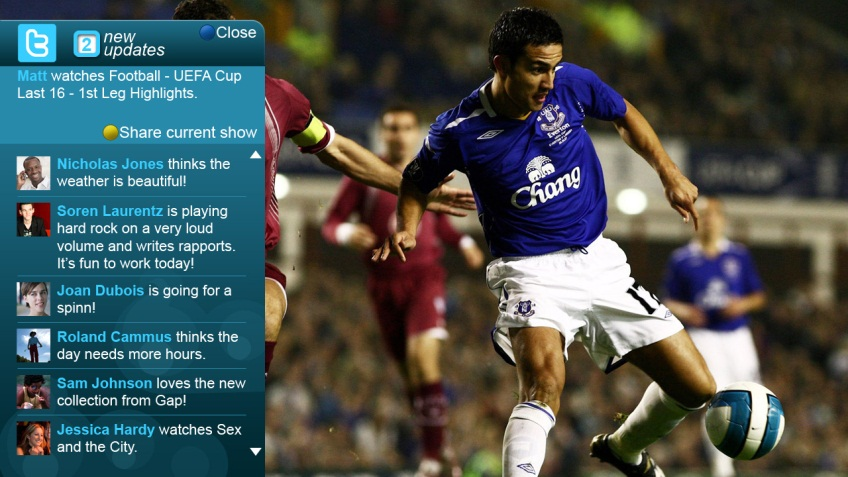 Close
2
new
updates
Matt watches Football - UEFA Cup
Last 16 - 1st Leg Highlights.
Share current show
Nicholas Jones thinks the
weather is beautiful!
Soren Laurentz is playing
hard rock on a very loud
volume and writes rapports.
It's fun to work today!
Joan Dubois is going for a
spinn!
Roland Cammus thinks the
day needs more hours.
Sam Johnson loves the new
collection from Gap!
Jessica Hardy watches Sex
and the City.
Everton
Chang
17